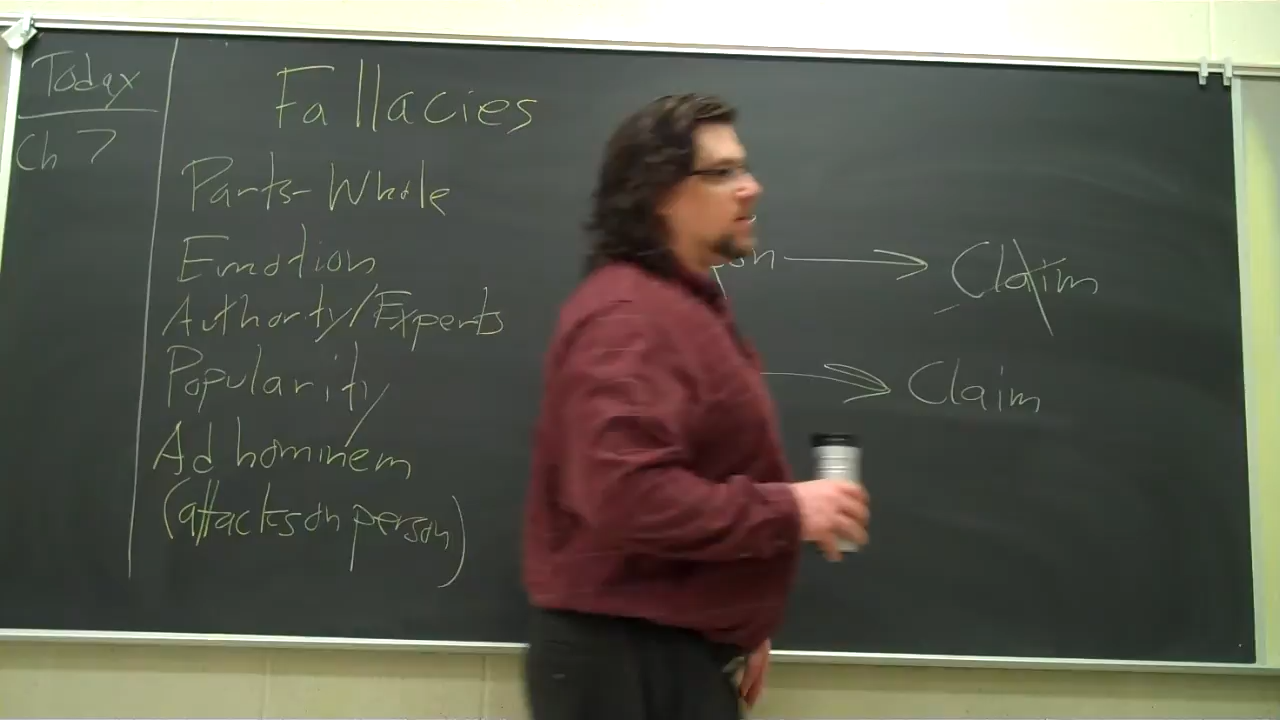 Today
Ch 7
Fallacies
Parts-Whole
Emotion
Authority/Experts
Popularity
Ad hominem
(attacks on person)
Claim
Claim